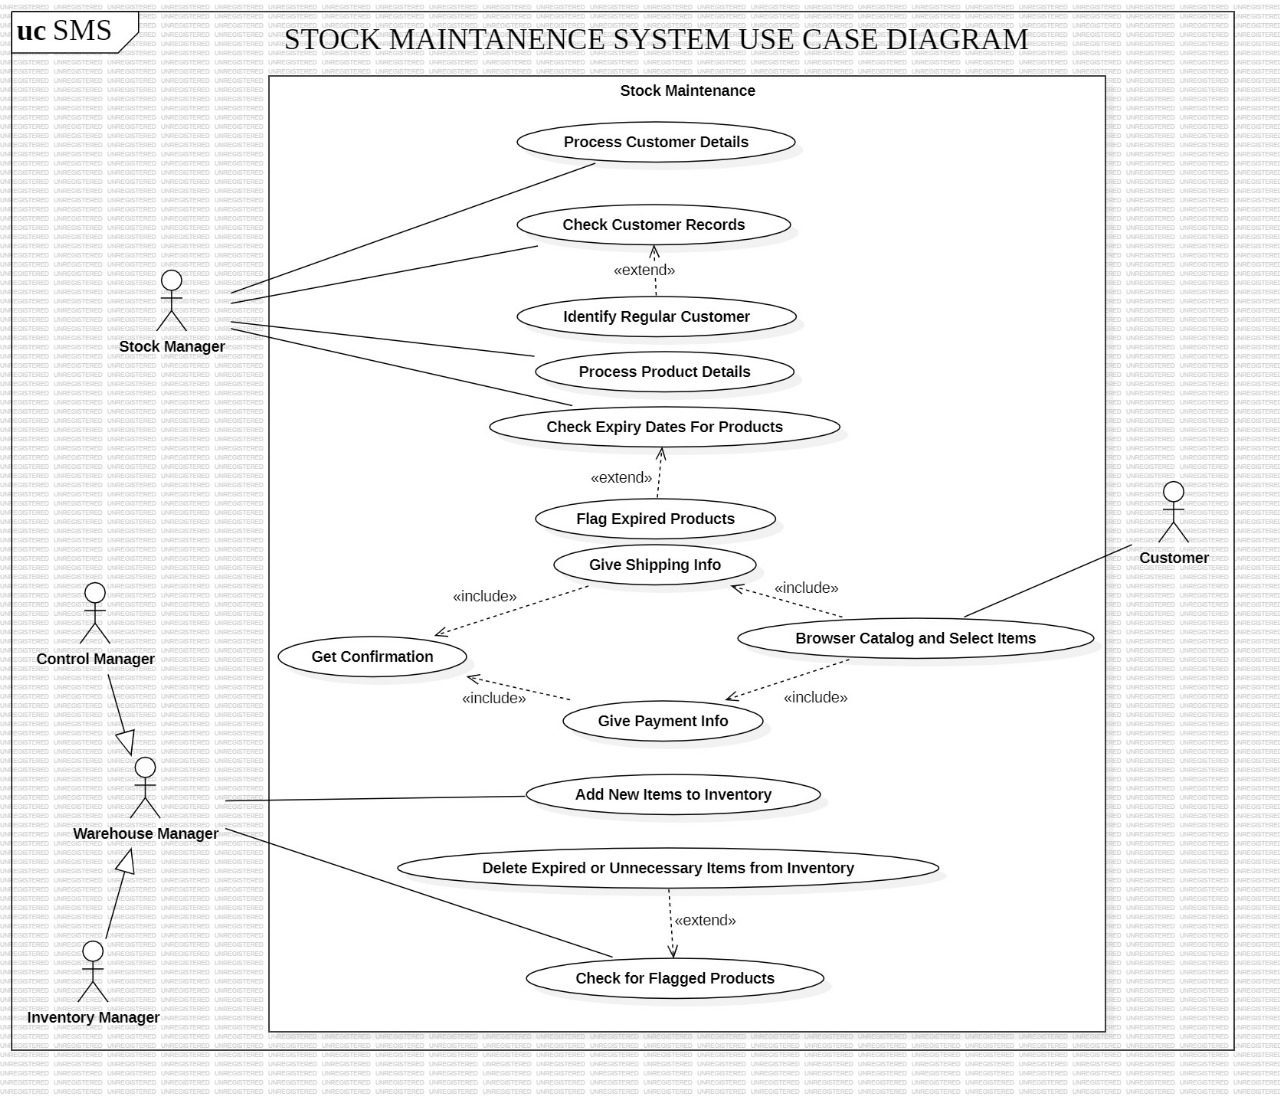 uc SMS
STOCK MAINTANENCE SYSTEM USE CASE DIAGRAM
Stock Maintenance
Process Customer Details
Check Customer Records
«extend»
Identify Regular Customer
Stock Manager
Process Product Details
Check Expiry Dates For Products
«extend»
Flag Expired Products
Give Shipping Info
Customer
«include»
«include»
Browser Catalog and Select Items
Get Confirmation
Control Manager
«include»
«include»
Give Payment Info
Add New Items to Inventory
Warehouse Manager
Delete Expired or Unnecessary Items from Inventory
«extend»
Check for Flagged Products
Inventory Manager
UNREGISTERED